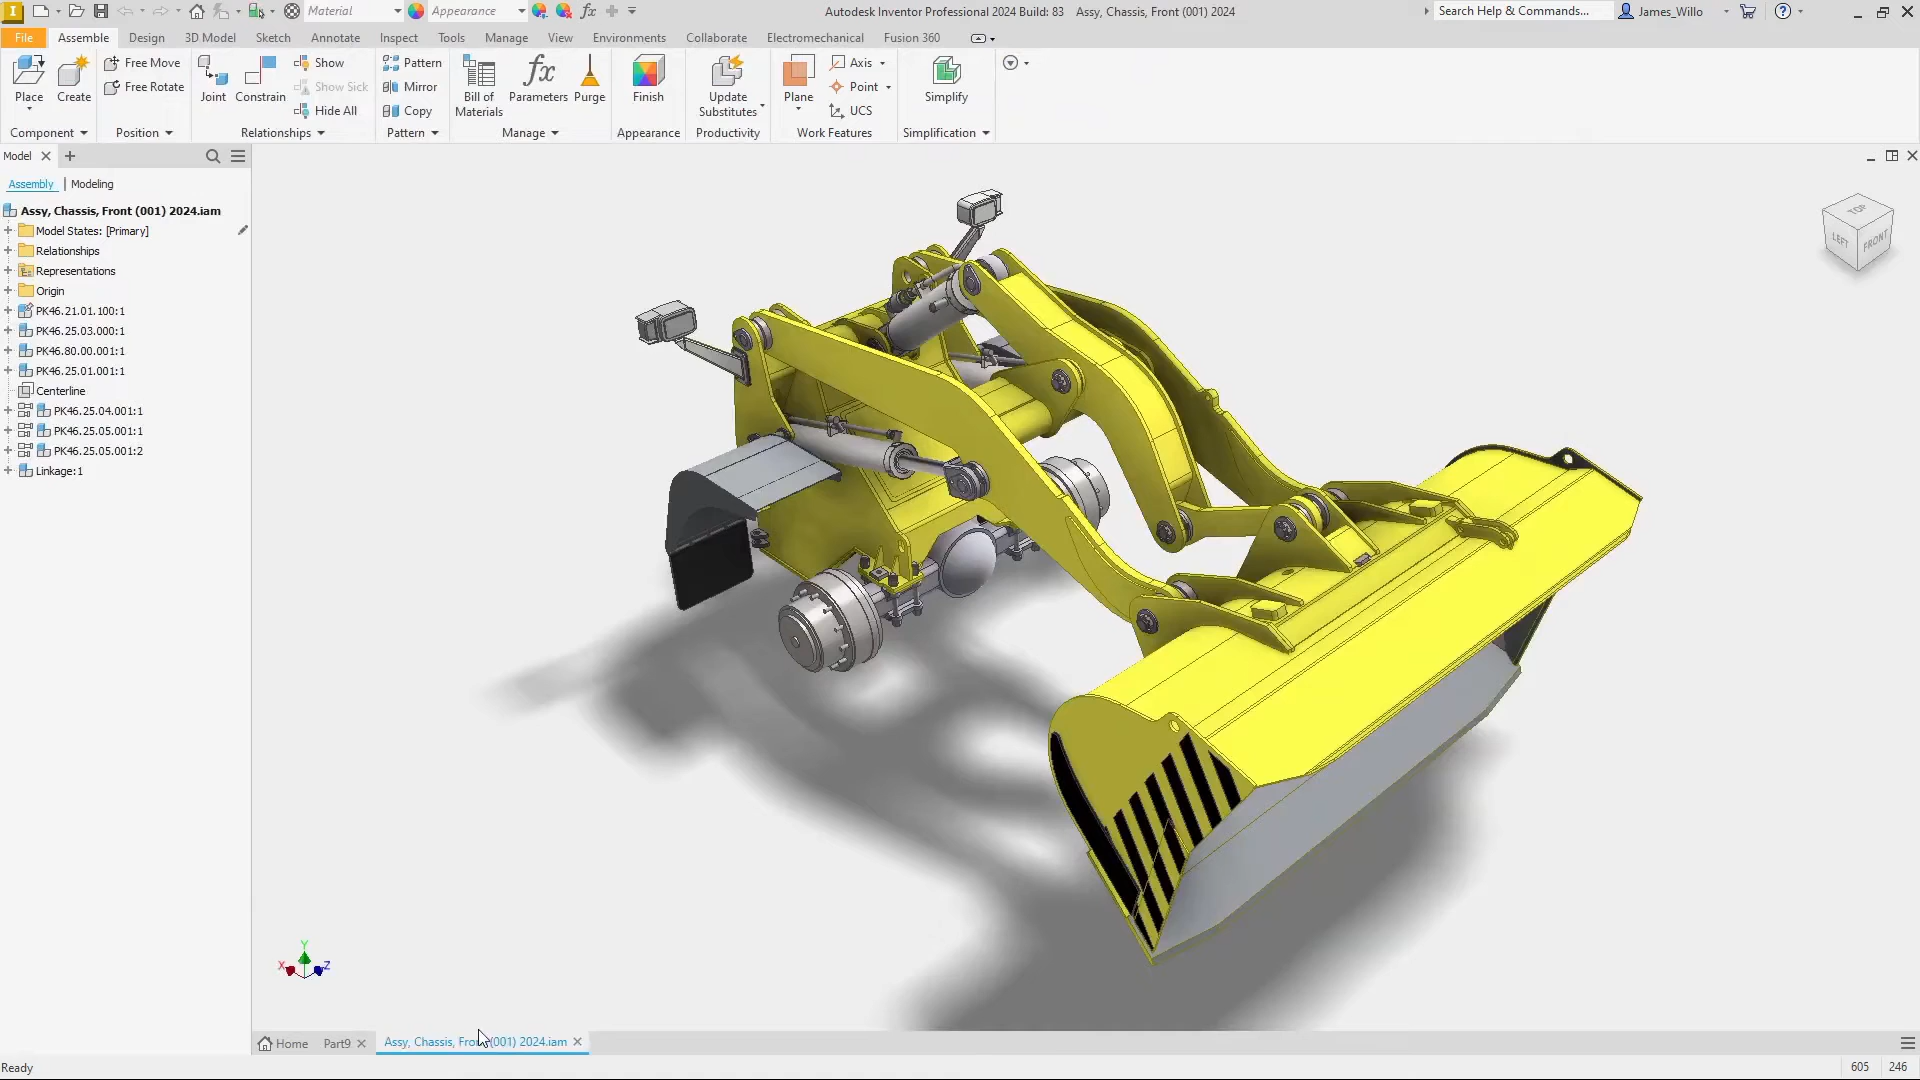 Material
Appearance
Autodesk Inventor Professional 2024 Build: 83 Assy, Chassis, Front (001) 2024
Search Help & Commands...
James_Willo
File Assemble Design 3D Model Sketch Annotate Inspect Tools Manage View Environments Collaborate Electromechanical Fusion 360
Place
Create
Free Move
Free Rotate
Joint
Constrain
Show
Show Sick
Hide All
Pattern
Mirror
Copy
Bill of
Materials
Parameters
Purge
Finish
Update
Substitutes
Plane
Axis
Point
UCS
Simplify
Component Position Relationships Pattern Manage Appearance Productivity Work Features Simplification
Model
Assembly | Modeling
Assy, Chassis, Front (001) 2024.iam
Model States: [Primary]
Relationships
Representations
Origin
PK46.21.01.100:1
PK46.25.03.000:1
PK46.80.00.001:1
PK46.25.01.001:1
Centerline
PK46.25.04.001:1
PK46.25.05.001:1
PK46.25.05.001:2
Linkage:1
TOP
LEFT
FRONT
Y
X
Z
Home
Part9
Assy, Chassis, Front (001) 2024.iam
Ready
605
246